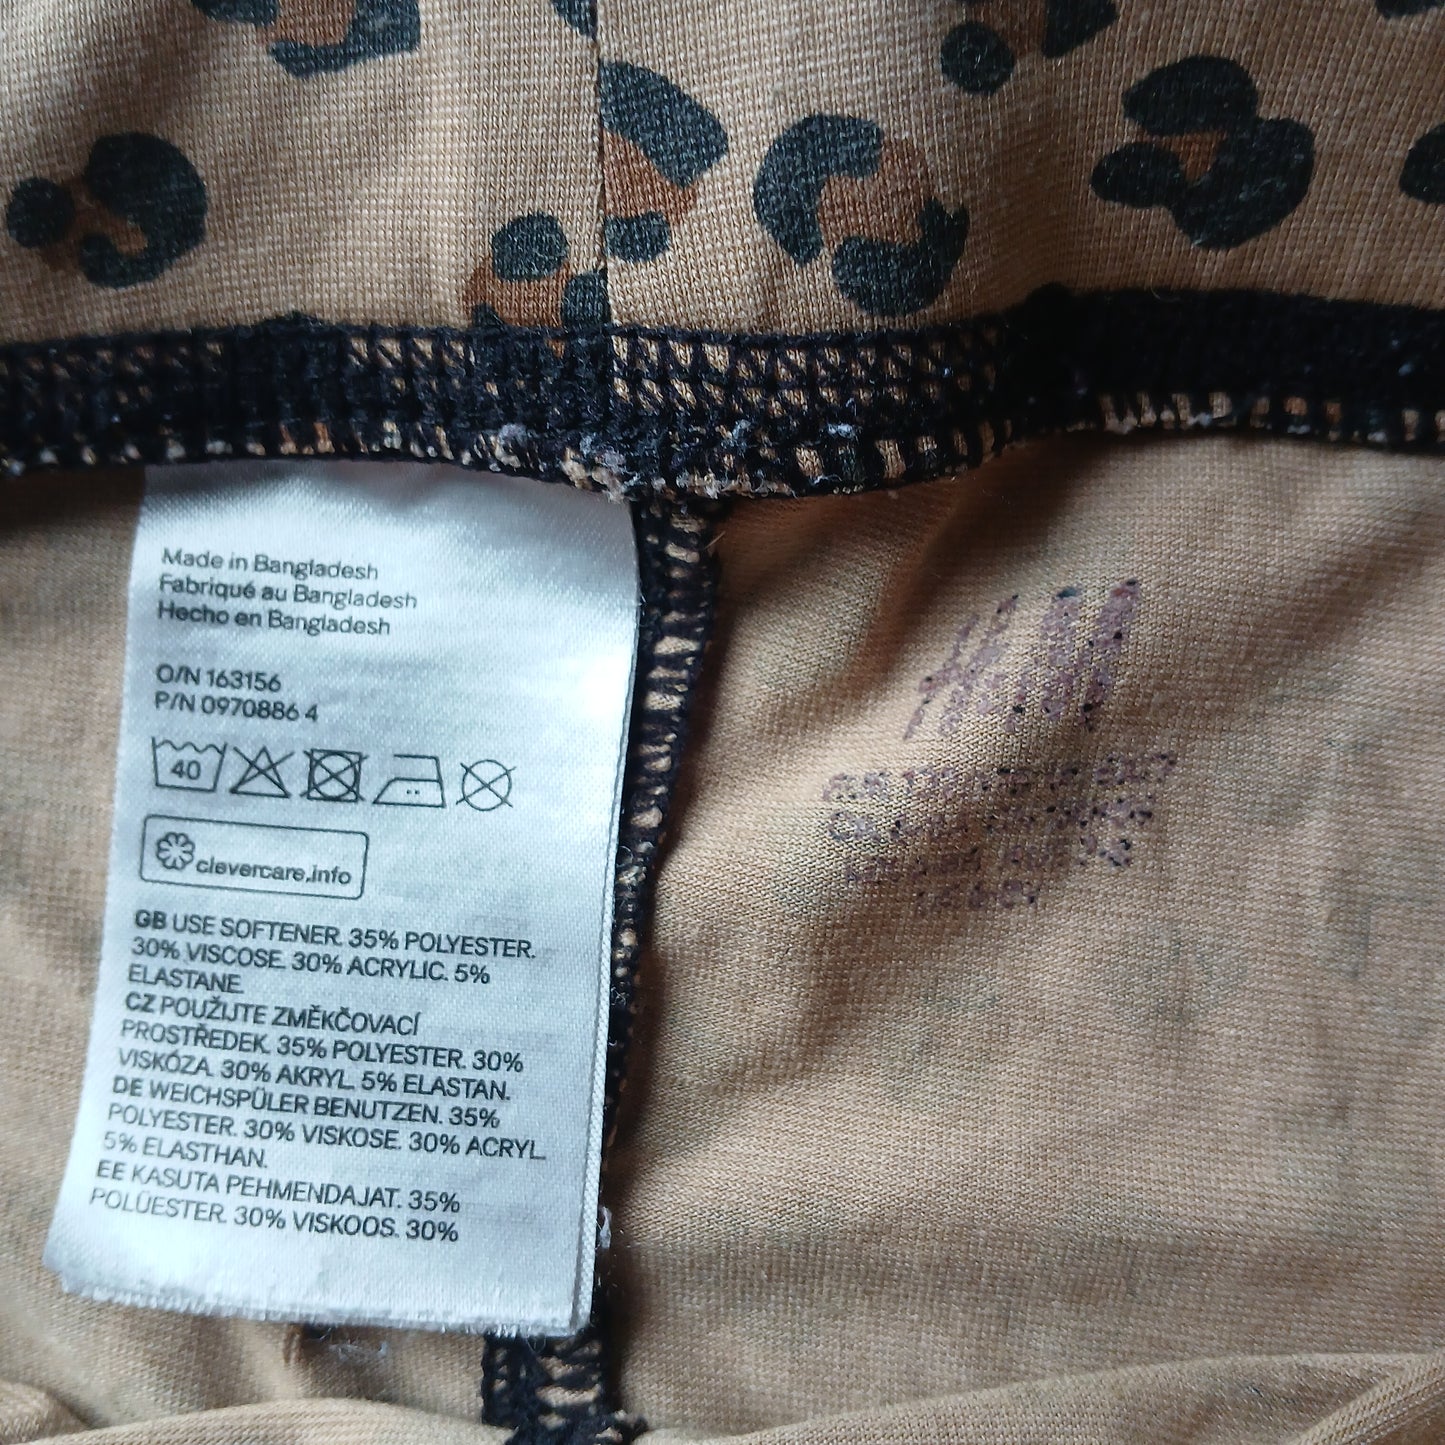 Made in Bangladesh
Fabriqué au Bangladesh
Hecho en Bangladesh
O/N 163156
P/N 0970886 4
40
clevercare.info
GB USE SOFTENER. 35% POLYESTER.
30% VISCOSE. 30% ACRYLIC. 5%
ELASTANE.
CZ POUŽIJTE ZMĚKČOVACÍ
PROSTŘEDEK. 35% POLYESTER. 30%
VISKÓZA. 30% AKRYL. 5% ELASTAN.
DE WEICHSPÜLER BENUTZEN. 35%
POLYESTER. 30% VISKOSE. 30% ACRYL.
5% ELASTHAN.
EE KASUTA PEHMENDAJAT. 35%
POLÜESTER. 30% VISKOOS. 30%
H&M